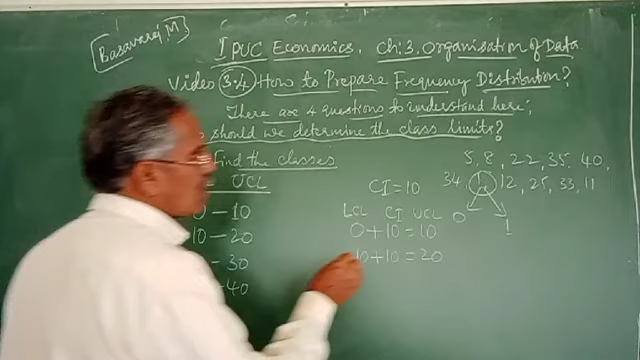 Basavaraj M
I PUC Economics. Ch:3. Organisation of Data
Video 3.4 How to Prepare Frequency Distribution?
There are 4 questions to understand here:
should we determine the class limits?
Find the classes
UCL
0 - 10
10 - 20
- 30
- 40
5, 8, 22, 35, 40,
34, 1, 12, 25, 33, 11
0 1
CI = 10
LCL CI UCL
0 + 10 = 10
10 + 10 = 20